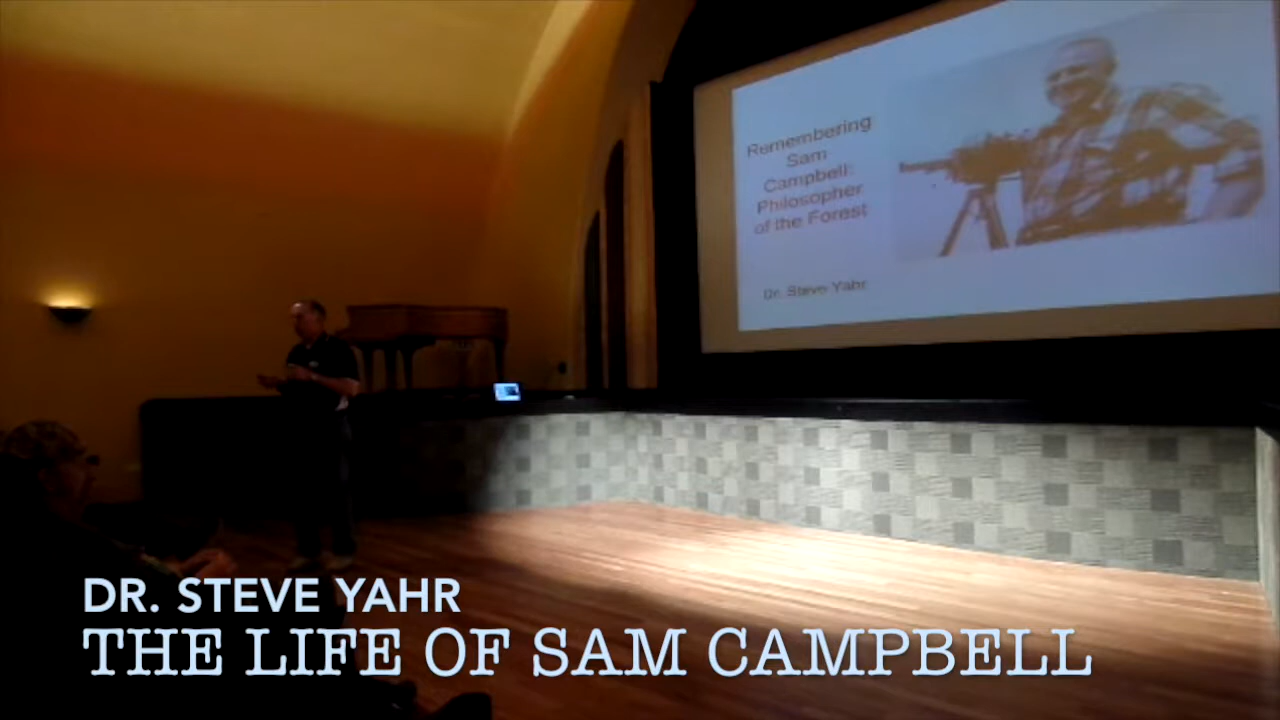 Remembering
Sam
Campbell:
Philosopher
of the Forest
Dr. Steve Yahr
DR. STEVE YAHR
THE LIFE OF SAM CAMPBELL